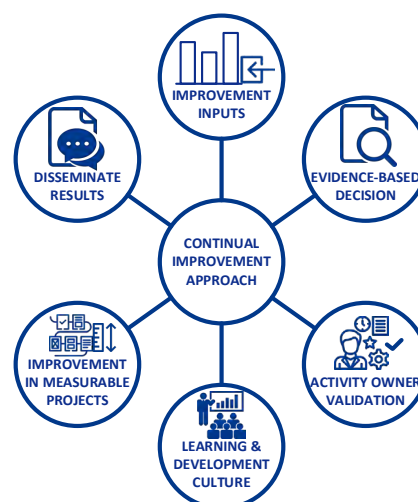 IMPROVEMENT
INPUTS
EVIDENCE-BASED
DECISION
ACTIVITY OWNER
VALIDATION
LEARNING &
DEVELOPMENT
CULTURE
IMPROVEMENT
IN MEASURABLE
PROJECTS
DISSEMINATE
RESULTS
CONTINUAL
IMPROVEMENT
APPROACH